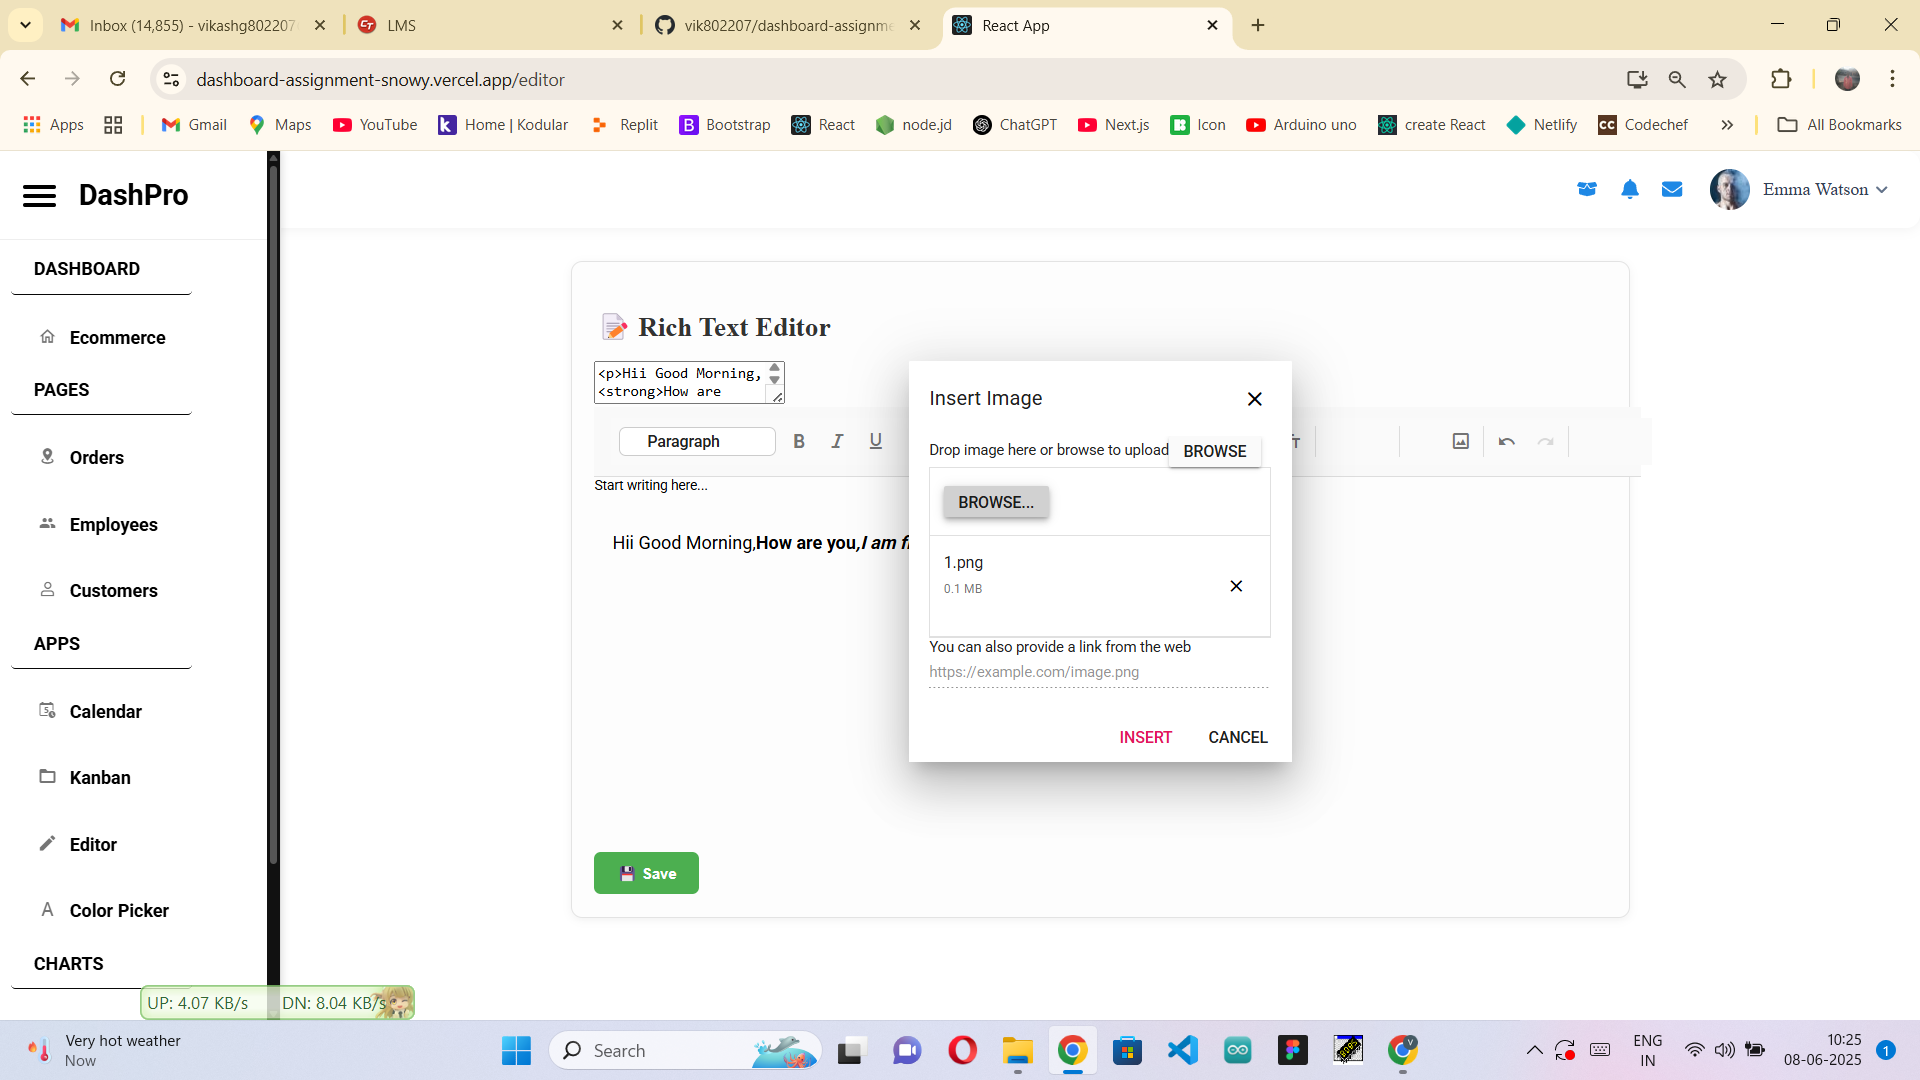 Inbox (14,855) - vikashg802207
LMS
vik802207/dashboard-assignme
React App
dashboard-assignment-snowy.vercel.app/editor
Apps
Gmail
Maps
YouTube
Home | Kodular
Replit
Bootstrap
React
node.jd
ChatGPT
Next.js
Icon
Arduino uno
create React
Netlify
Codechef
All Bookmarks
DashPro
Emma Watson
DASHBOARD
Ecommerce
PAGES
Orders
Employees
Customers
APPS
Calendar
Kanban
Editor
Color Picker
CHARTS
Rich Text Editor
<p>Hii Good Morning,
<strong>How are
Paragraph
B I U
Start writing here...
Hii Good Morning,How are you,I am fi
Insert Image
Drop image here or browse to upload BROWSE
BROWSE...
1.png
0.1 MB
You can also provide a link from the web
https://example.com/image.png
INSERT CANCEL
Save
UP: 4.07 KB/s DN: 8.04 KB/s
Very hot weather
Now
Search
ENG
IN
10:25
08-06-2025
1